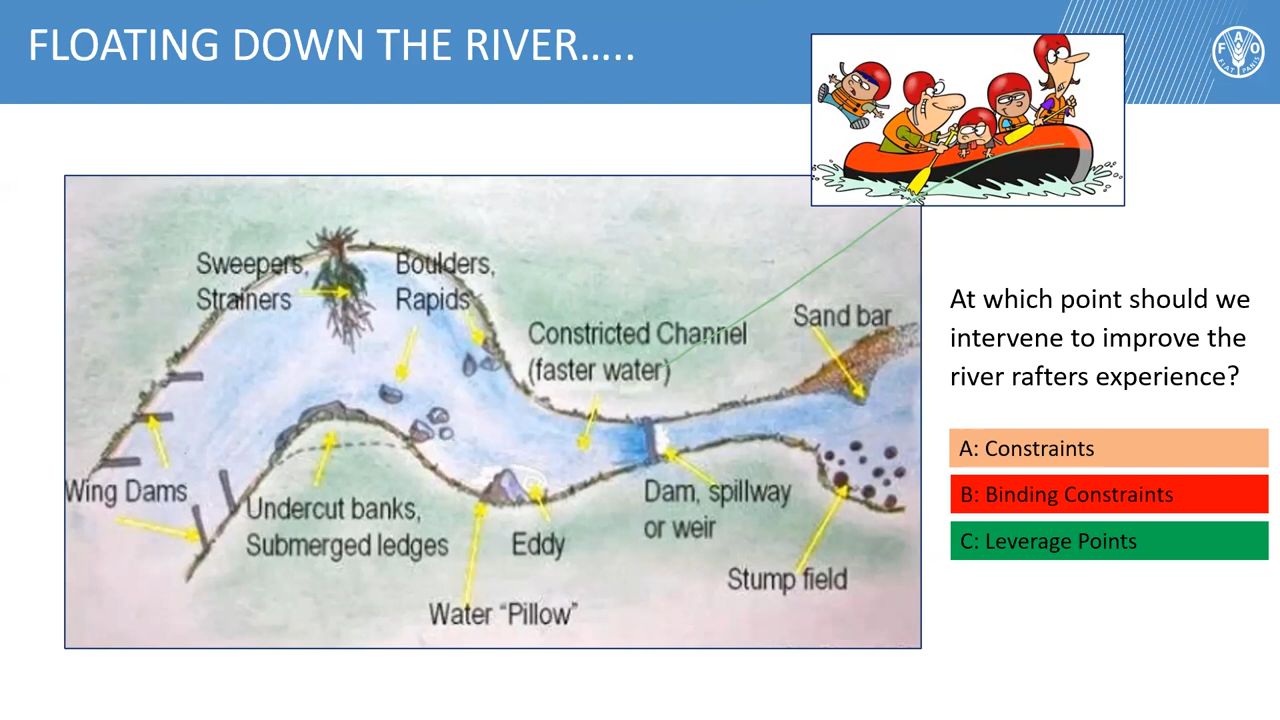 FLOATING DOWN THE RIVER.....
F A O
FIAT PANIS
Sweepers,
Strainers
Boulders,
Rapids
Constricted Channel
(faster water)
Sand bar
Wing Dams
Undercut banks,
Submerged ledges
Eddy
Water “Pillow”
Dam, spillway
or weir
Stump field
At which point should we
intervene to improve the
river rafters experience?
A: Constraints
B: Binding Constraints
C: Leverage Points